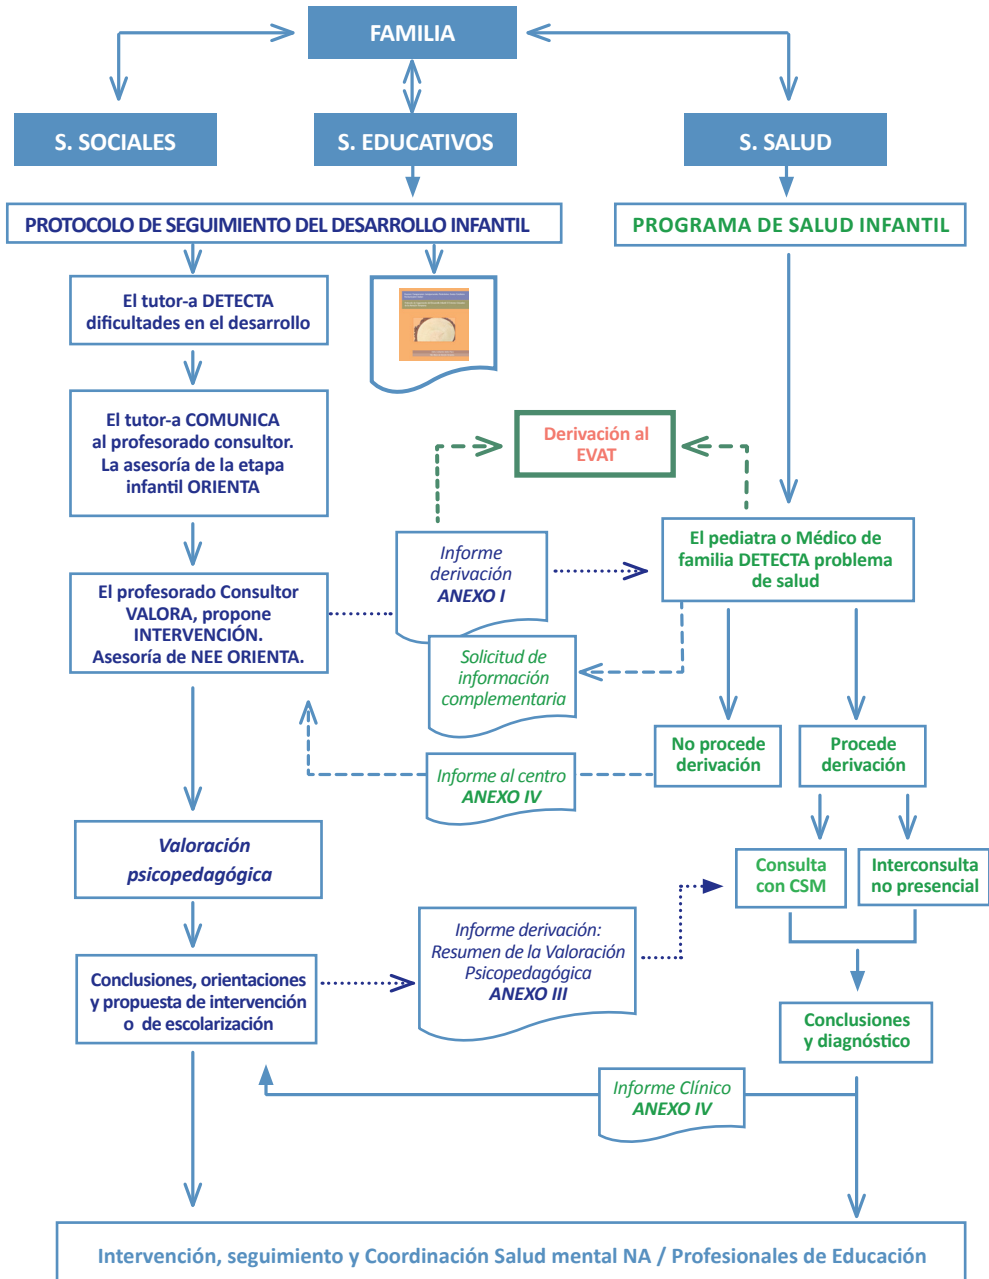 FAMILIA
S. SOCIALES
S. EDUCATIVOS
S. SALUD
PROTOCOLO DE SEGUIMIENTO DEL DESARROLLO INFANTIL
PROGRAMA DE SALUD INFANTIL
El tutor-a DETECTA
dificultades en el desarrollo
El tutor-a COMUNICA
al profesorado consultor.
La asesoría de la etapa
infantil ORIENTA
Derivación al
EVAT
El profesorado Consultor
VALORA, propone
INTERVENCIÓN.
Asesoría de NEE ORIENTA.
Informe
derivación
ANEXO I
El pediatra o Médico de
familia DETECTA problema
de salud
Solicitud de
información
complementaria
No procede
derivación
Procede
derivación
Informe al centro
ANEXO IV
Valoración
psicopedagógica
Consulta
con CSM
Interconsulta
no presencial
Informe derivación:
Resumen de la Valoración
Psicopedagógica
ANEXO III
Conclusiones, orientaciones
y propuesta de intervención
o de escolarización
Conclusiones
y diagnóstico
Informe Clínico
ANEXO IV
Intervención, seguimiento y Coordinación Salud mental NA / Profesionales de Educación